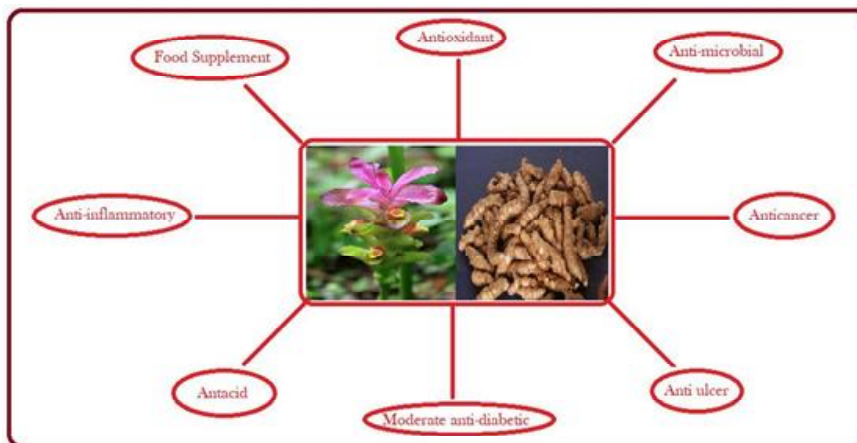 Antioxidant
Food Supplement
Anti-microbial
Anti-inflammatory
Anticancer
Antacid
Anti ulcer
Moderate anti-diabetic